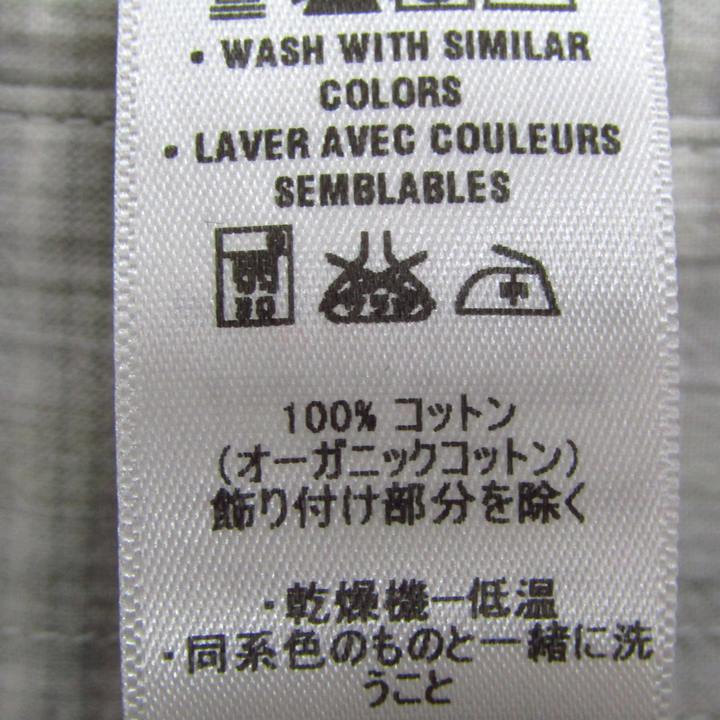 • WASH WITH SIMILAR
COLORS
• LAVER AVEC COULEURS
SEMBLABLES
中
100% コットン
(オーガニックコットン)
飾り付け部分を除く
・乾燥機一低温
・同系色のものと一緒に洗
うこと